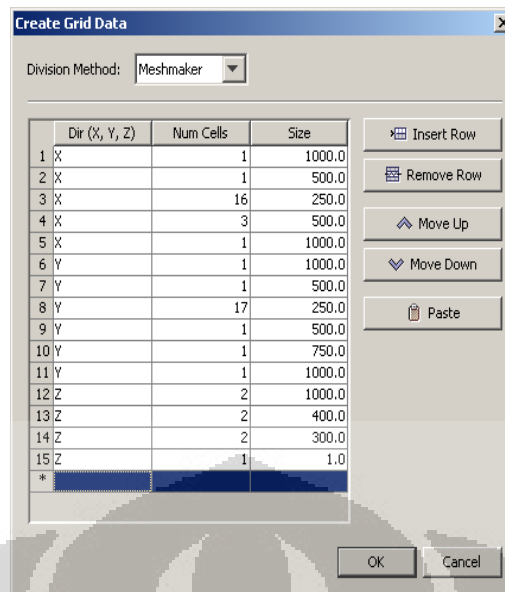 Create Grid Data
Division Method: Meshmaker
Dir (X, Y, Z) Num Cells Size
1 X 1 1000.0
2 X 1 500.0
3 X 16 250.0
4 X 3 500.0
5 X 1 1000.0
6 Y 1 1000.0
7 Y 1 500.0
8 Y 17 250.0
9 Y 1 500.0
10 Y 1 750.0
11 Y 1 1000.0
12 Z 2 1000.0
13 Z 2 400.0
14 Z 2 300.0
15 Z 1 1.0
*
Insert Row
Remove Row
Move Up
Move Down
Paste
OK Cancel